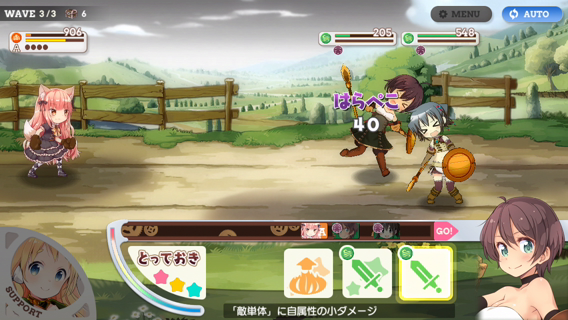 WAVE 3/3 6
MENU
AUTO
906
A
205
548
はらぺこ
40
GO!
とっておき
SUPPORT
「敵単体」に自属性の小ダメージ